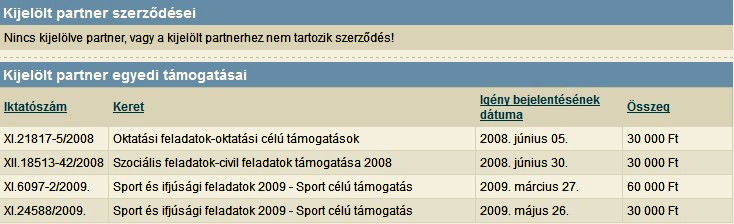 Kijelölt partner szerződései
Nincs kijelölve partner, vagy a kijelölt partnerhez nem tartozik szerződés!
Kijelölt partner egyedi támogatásai
Iktatószám Keret Igény bejelentésének dátuma Összeg
XI.21817-5/2008 Oktatási feladatok-oktatási célú támogatások 2008. június 05. 30 000 Ft
XII.18513-42/2008 Szociális feladatok-civil feladatok támogatása 2008 2008. június 30. 30 000 Ft
XI.6097-2/2009. Sport és ifjúsági feladatok 2009 - Sport célú támogatás 2009. március 27. 60 000 Ft
XI.24588/2009. Sport és ifjúsági feladatok 2009 - Sport célú támogatás 2009. május 26. 30 000 Ft